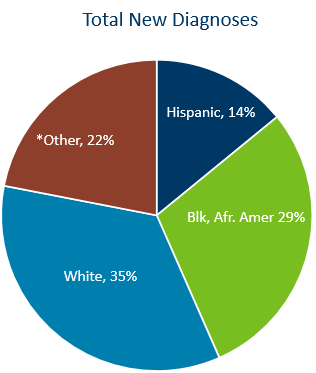 Total New Diagnoses
Hispanic, 14%
*Other, 22%
Blk, Afr. Amer 29%
White, 35%